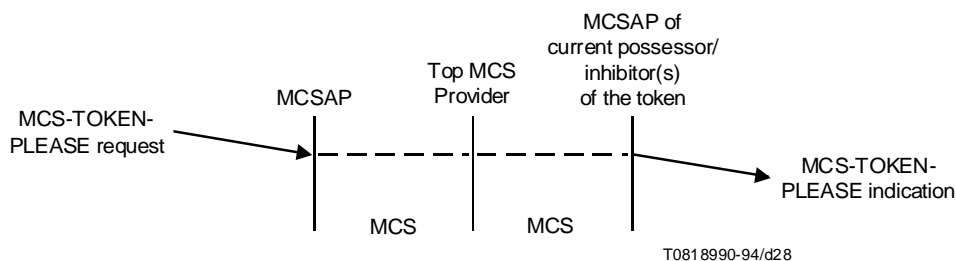 MCSAP of
current possessor/
inhibitor(s)
of the token
Top MCS
Provider
MCSAP
MCS-TOKEN-
PLEASE request
MCS-TOKEN-
PLEASE indication
MCS
MCS
T0818990-94/d28